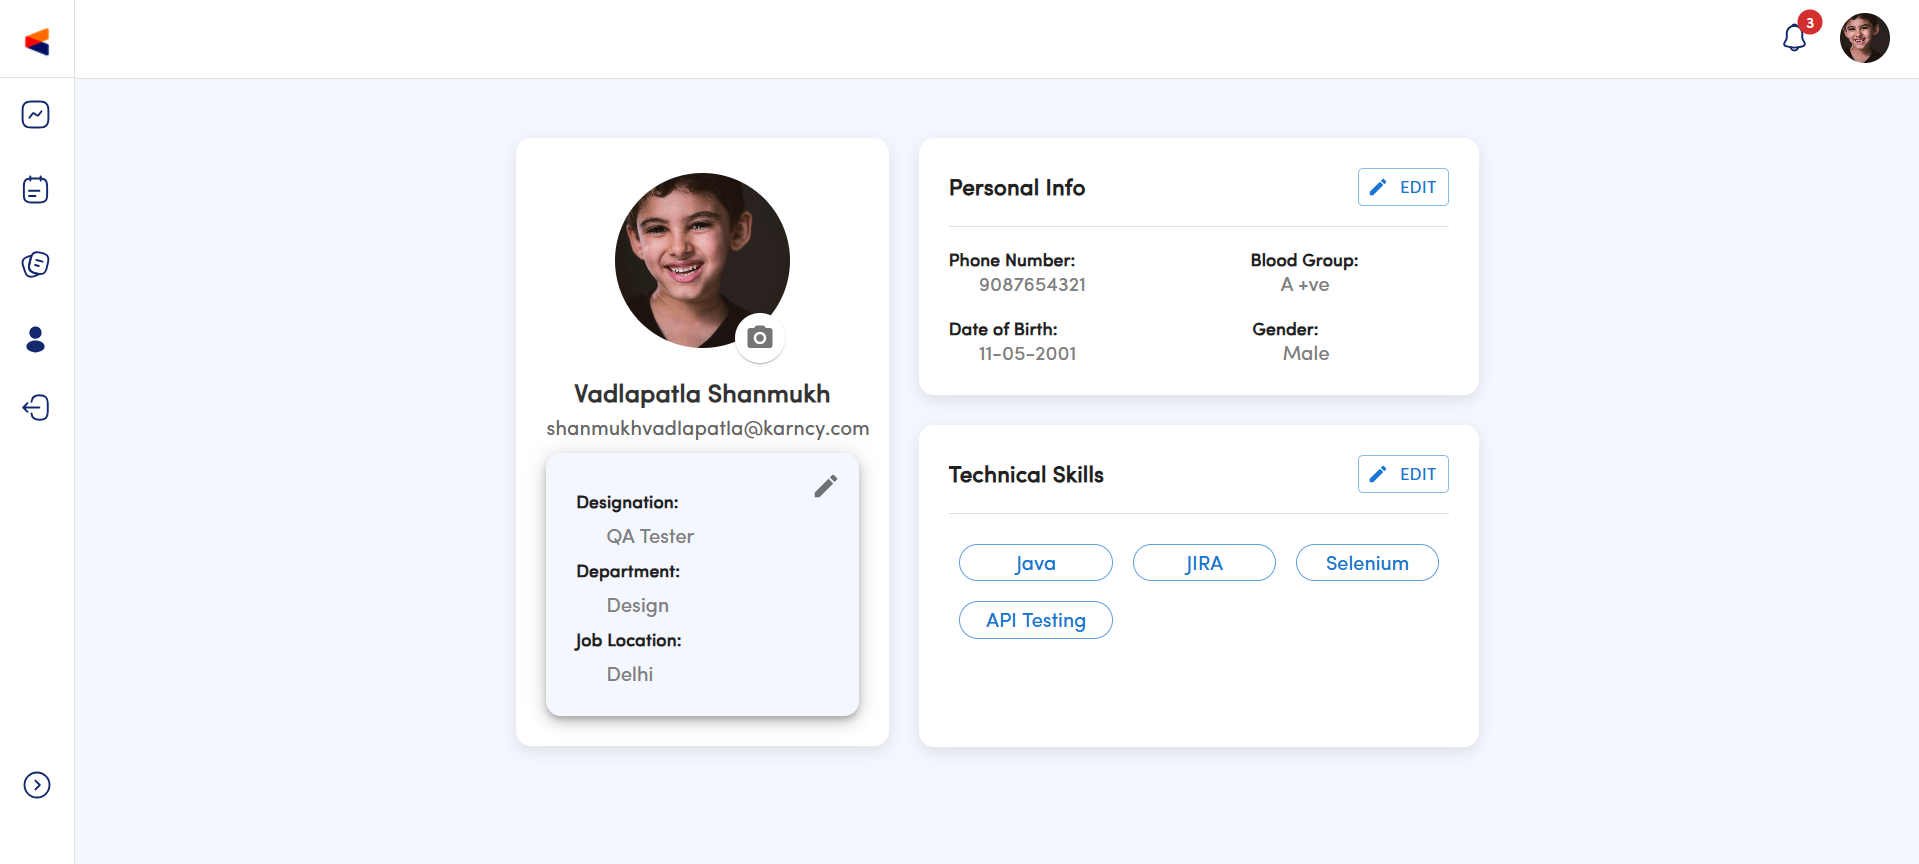 3
Vadlapatla Shanmukh
shanmukhvadlapatla@karncy.com
Designation:
QA Tester
Department:
Design
Job Location:
Delhi
Personal Info
EDIT
Phone Number:
9087654321
Blood Group:
A +ve
Date of Birth:
11-05-2001
Gender:
Male
Technical Skills
EDIT
Java
JIRA
Selenium
API Testing